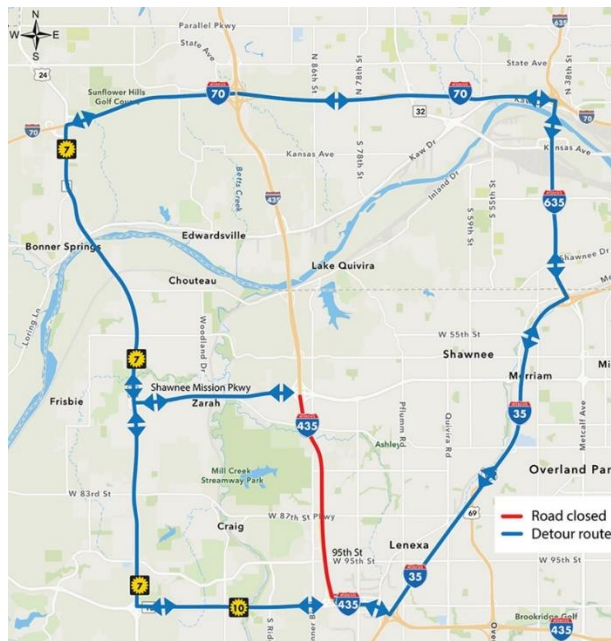 N
W E
S
Parallel Pkwy
State Ave
24
Sunflower Hills
Golf Course
N 86th St
N 78th St
N 38th St
635
State Ave
70
70
70
70
32
7
Kansas Ave
Kansas Ave
Kaw Dr
S 78th St
Inland Dr
Betts Creek
435
S 59th St
S 55th St
635
Bonner Springs
Edwardsville
Lake Quivira
Shawnee Dr
Chouteau
Loring Ln
Woodland Dr
W 55th St
Shawnee
Merriam
7
Shawnee Mission Pkwy
Frisbie
Zarah
435
35
Pflumm Rd
Quivira Rd
Metcalf Ave
Ashley
Mill Creek
Streamway Park
Overland Par
W 83rd St
W 87th St Pkwy
69
Road closed
Detour route
Craig
95th St
W 95th St
Lenexa
W 95th St
7
35
10
435
S Rid
Brookridge Golf
435